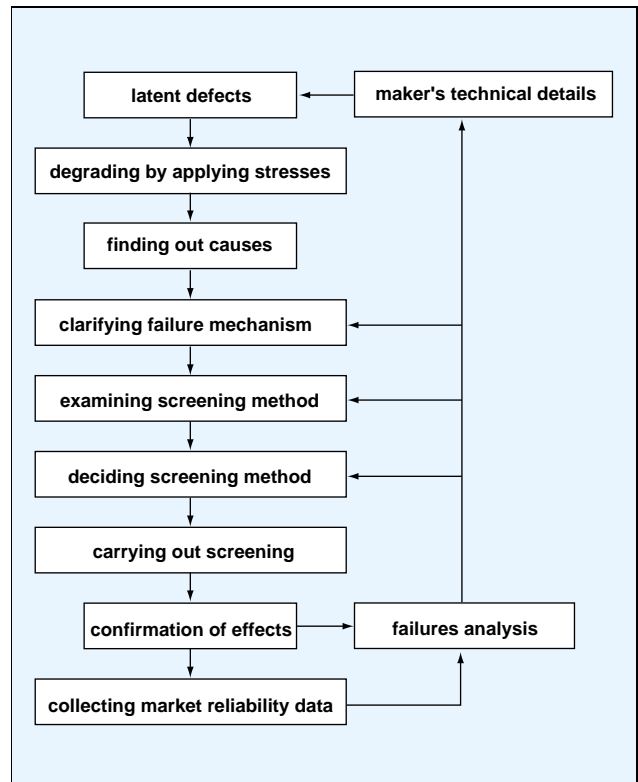 latent defects
maker's technical details
degrading by applying stresses
finding out causes
clarifying failure mechanism
examining screening method
deciding screening method
carrying out screening
confirmation of effects
failures analysis
collecting market reliability data